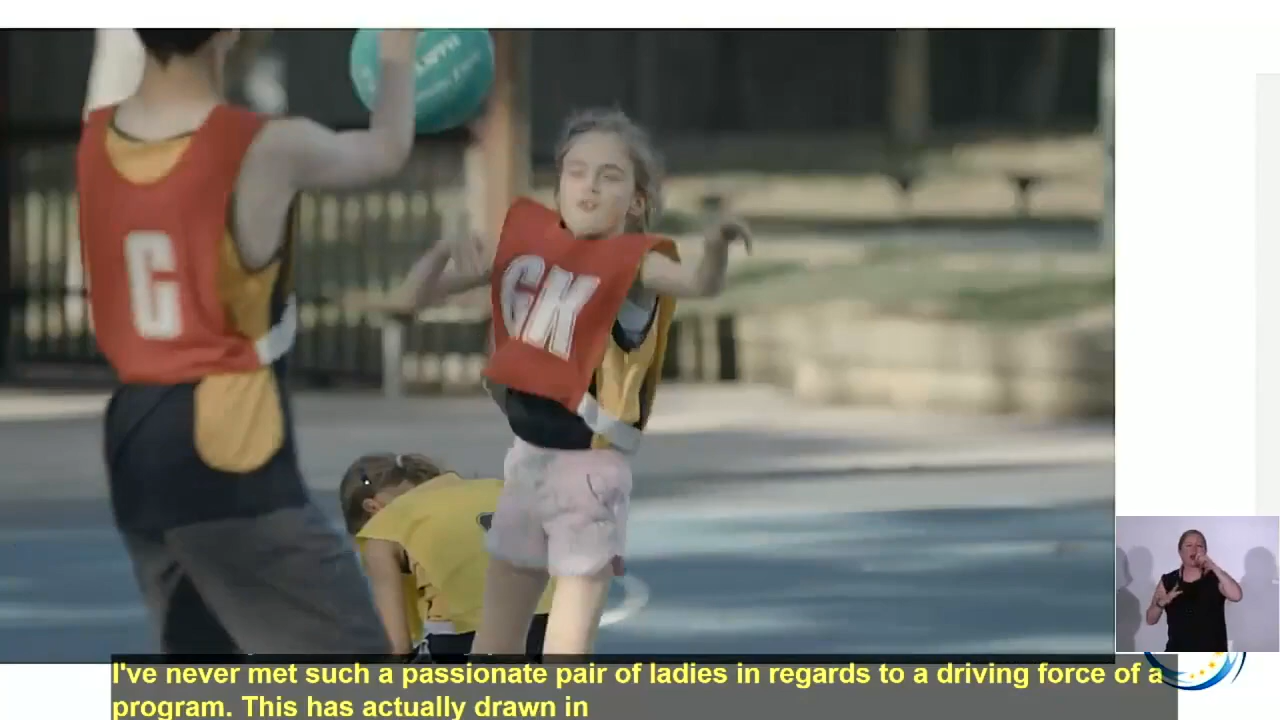 C
GK
I've never met such a passionate pair of ladies in regards to a driving force of a
program. This has actually drawn in